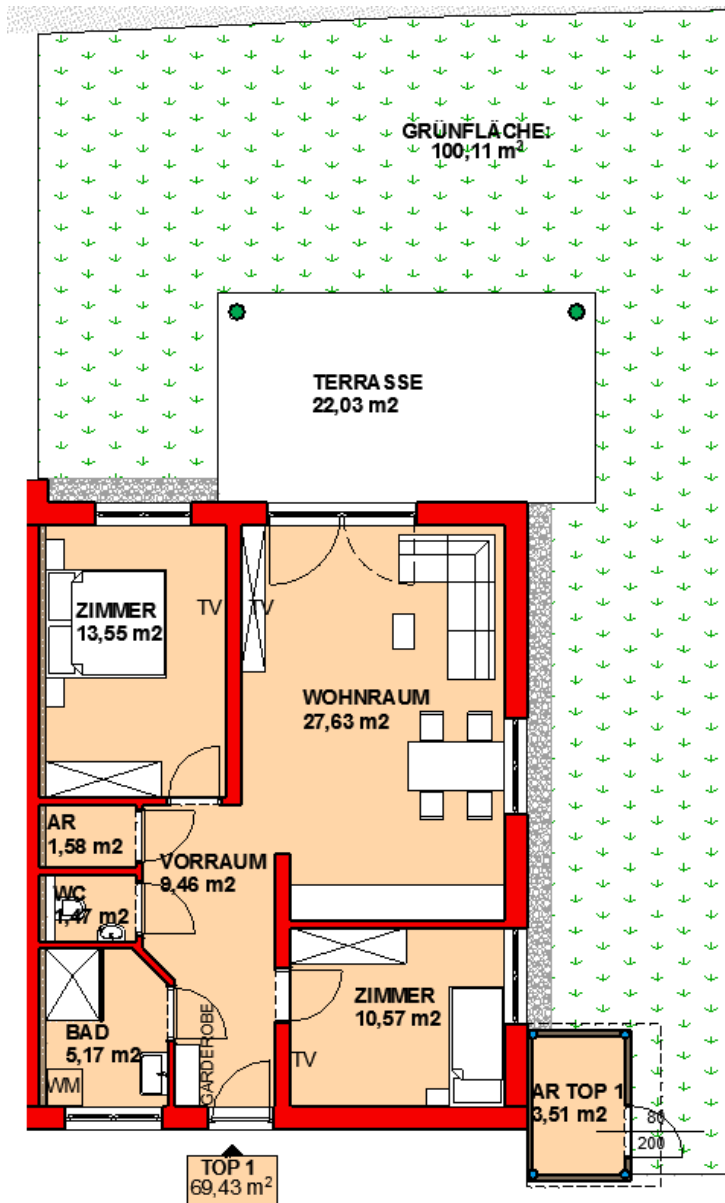 GRÜNFLÄCHE:
100,11 m²
TERRASSE
22,03 m2
ZIMMER
13,55 m2
TV
TV
WOHNRAUM
27,63 m2
AR
1,58 m2
VORRAUM
9,46 m2
WC
1,47 m2
ZIMMER
10,57 m2
BAD
5,17 m2
GARDEROBE
TV
WM
AR TOP 1
3,51 m2
80
200
TOP 1
69,43 m²